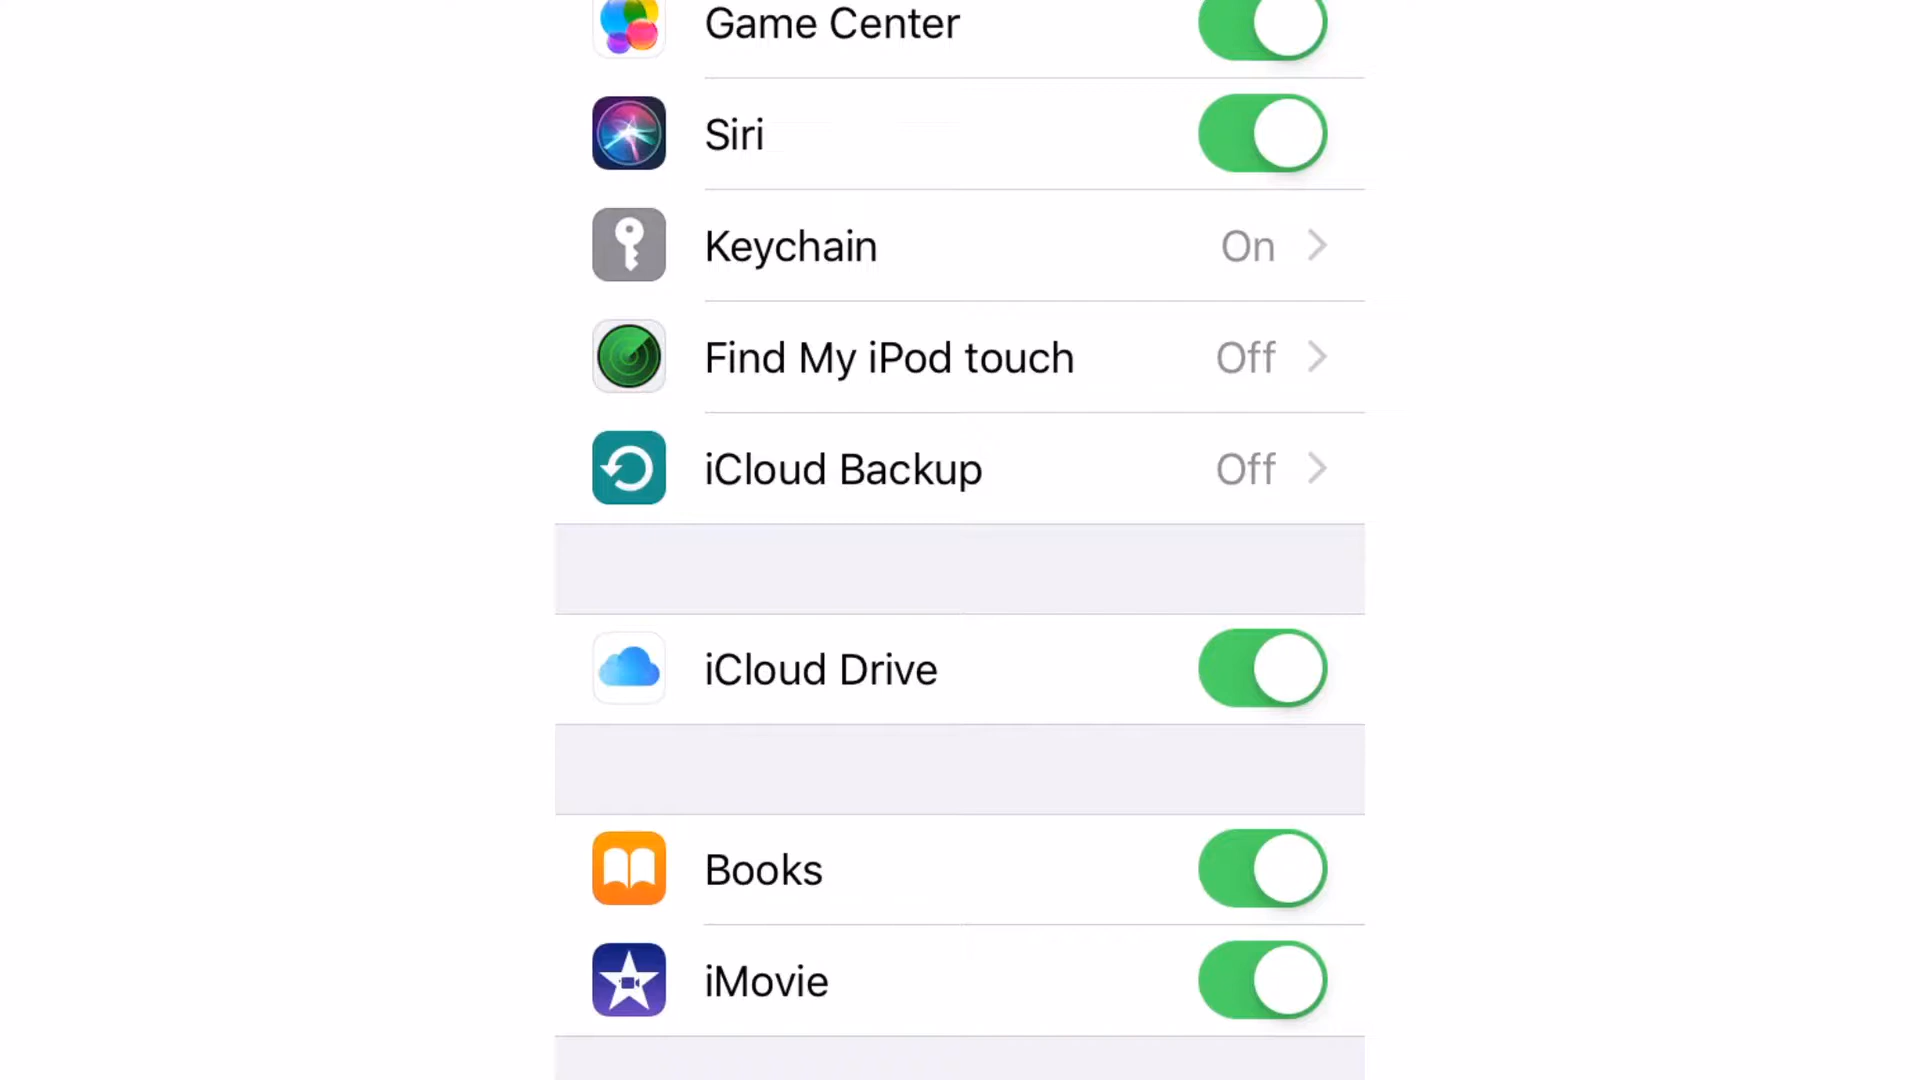 Game Center
Siri
Keychain On
Find My iPod touch Off
iCloud Backup Off
iCloud Drive
Books
iMovie